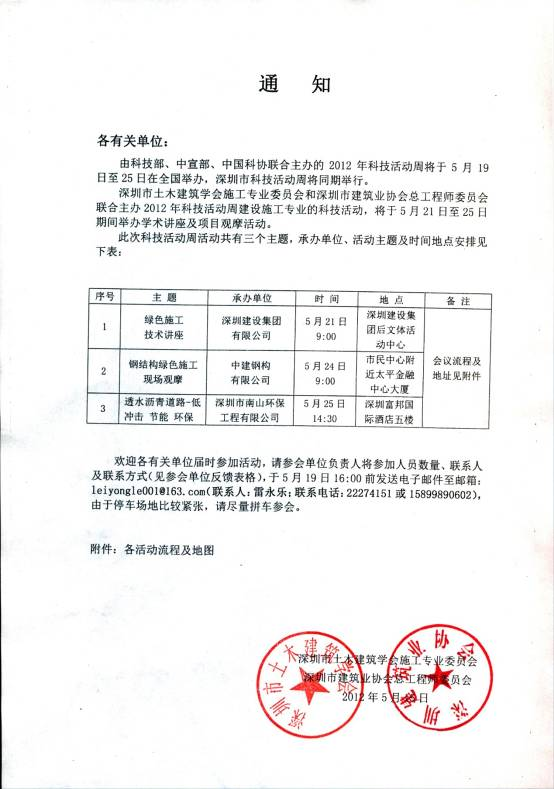 通 知
各有关单位：
由科技部、中宣部、中国科协联合主办的 2012 年科技活动周将于 5 月 19
日至 25 日在全国举办，深圳市科技活动周将同期举行。
深圳市土木建筑学会施工专业委员会和深圳市建筑业协会总工程师委员会
联合主办 2012 年科技活动周建设施工专业的科技活动，将于 5 月 21 日至 25 日
期间举办学术讲座及项目观摩活动。
此次科技活动周活动共有三个主题，承办单位、活动主题及时间地点安排见
下表：
序号 主 题 承办单位 时 间 地 点 备 注
1 绿色施工 技术讲座 深圳建设集团 有限公司 5 月 21 日 9:00 深圳建设集 团后文体活 动中心 会议流程及 地址见附件
2 钢结构绿色施工 现场观摩 中建钢构 有限公司 5 月 24 日 9:00 市民中心附 近太平金融 中心大厦
3 透水沥青道路-低 冲击 节能 环保 深圳市南山环保 工程有限公司 5 月 25 日 14:30 深圳富邦国 际酒店五楼
欢迎各有关单位届时参加活动，请参会单位负责人将参加人员数量、联系人
及联系方式（见参会单位反馈表格），于 5 月 19 日 16:00 前发送电子邮件至邮箱：
leiyongle001@163.com（联系人：雷永乐；联系电话：22274151 或 15899890602），
由于停车场地比较紧张，请尽量拼车参会。
附件：各活动流程及地图
深圳市土木建筑学会施工专业委员会
深圳市建筑业协会总工程师委员会
2012 年 5 月 日
深圳市土木建筑学会
深圳建筑业协会